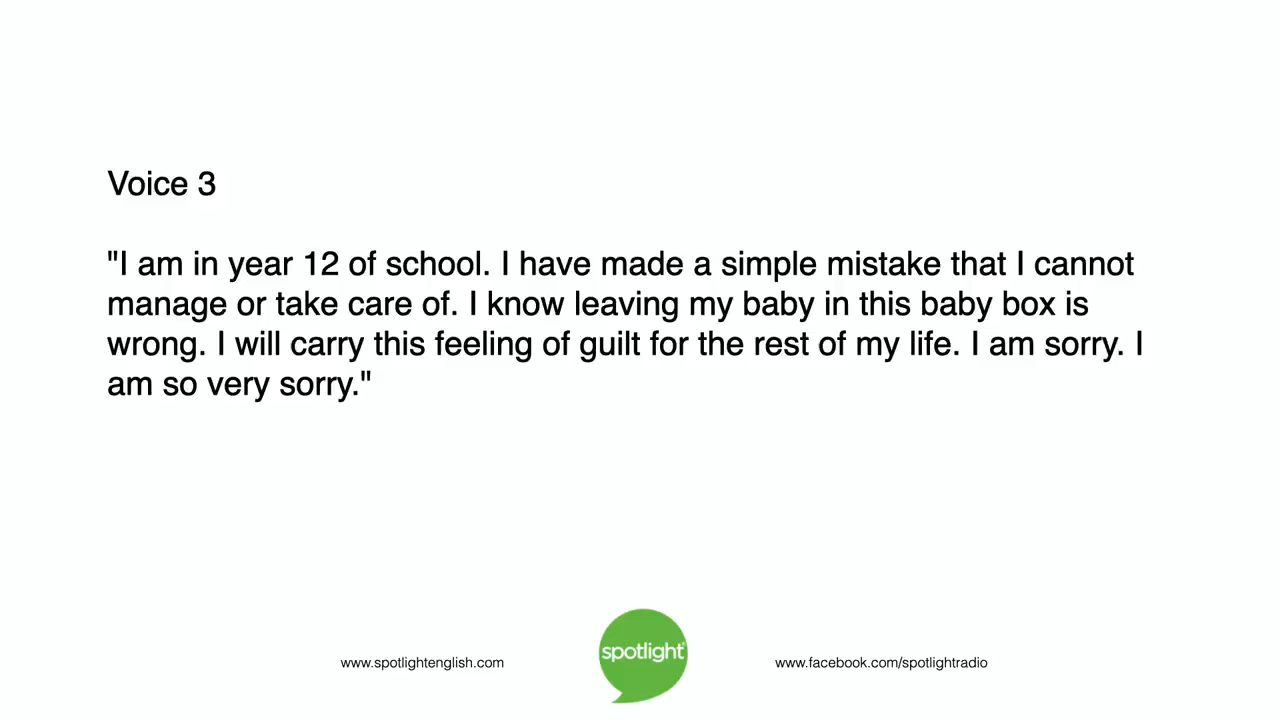 Voice 3
"I am in year 12 of school. I have made a simple mistake that I cannot
manage or take care of. I know leaving my baby in this baby box is
wrong. I will carry this feeling of guilt for the rest of my life. I am sorry. I
am so very sorry."
www.spotlightenglish.com
spotlight
www.facebook.com/spotlightradio